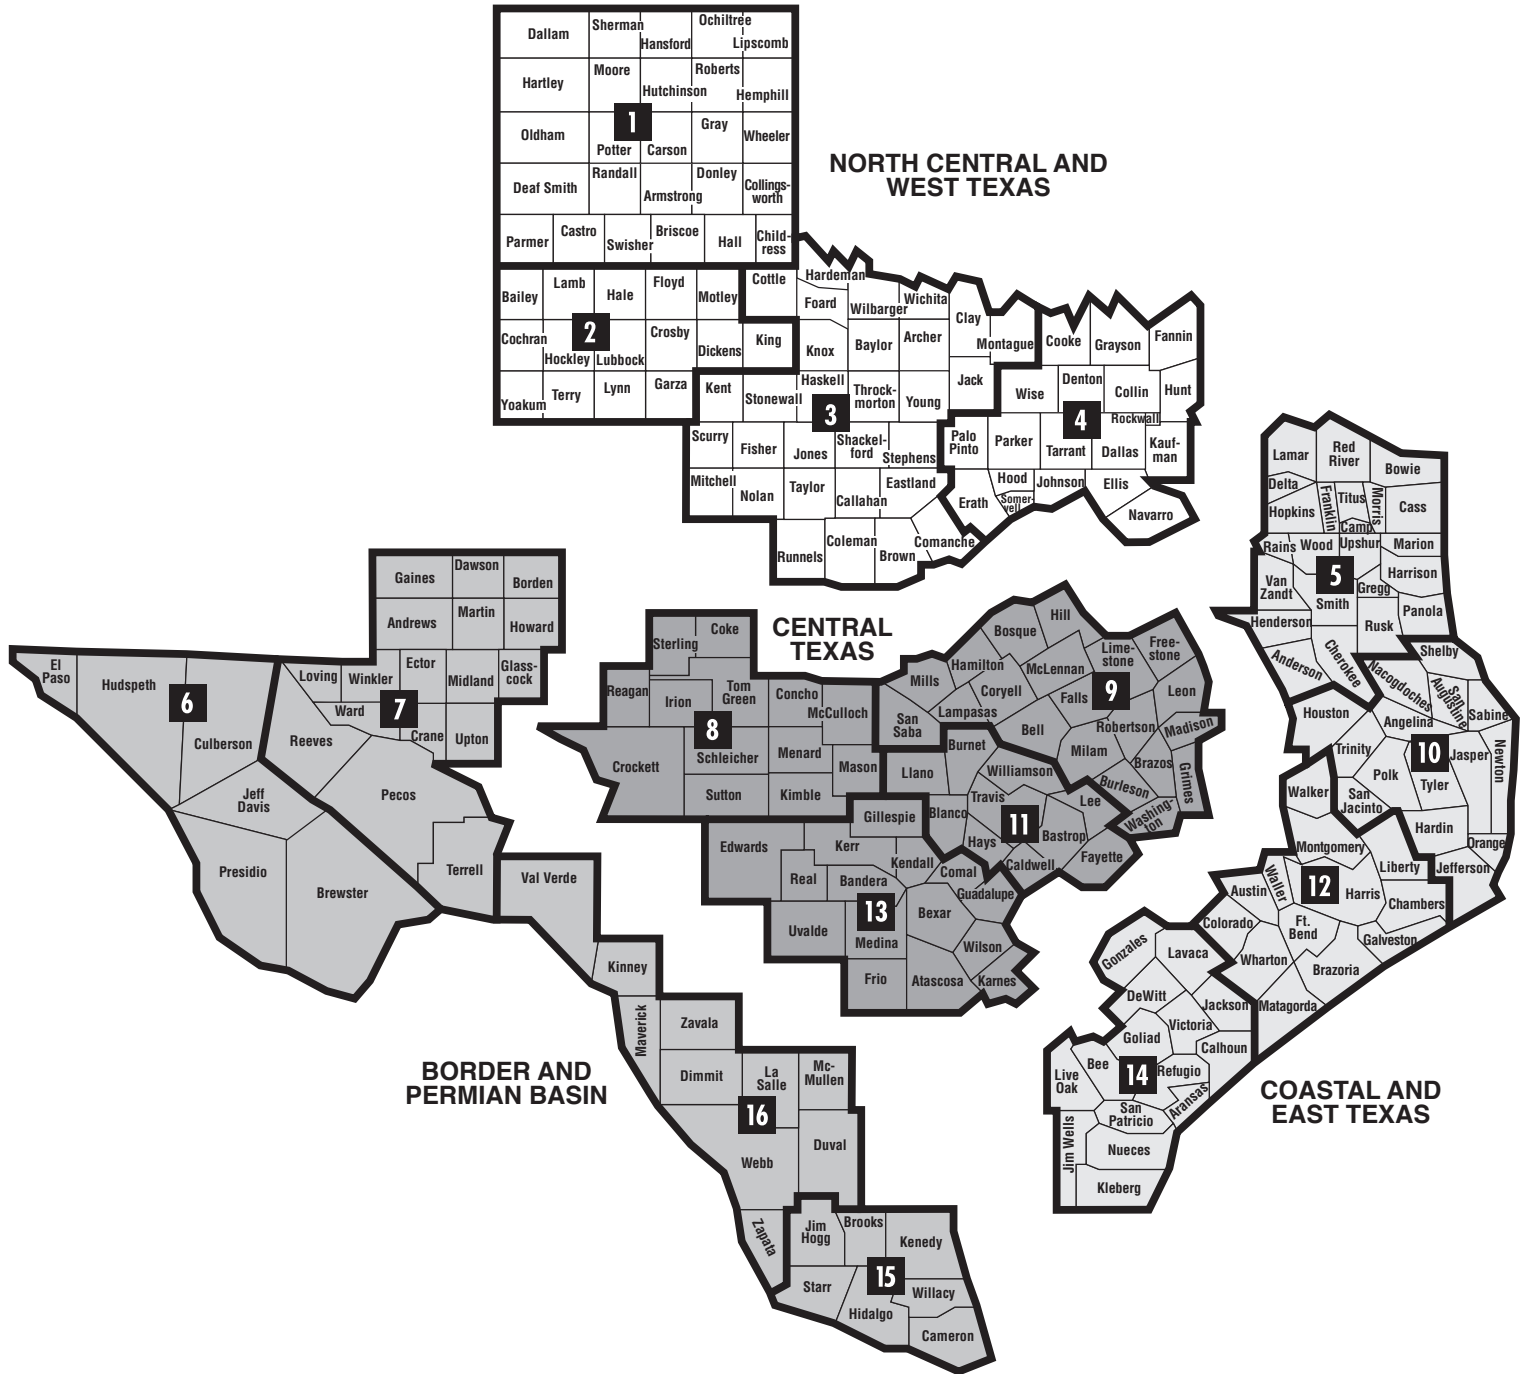 Dallam
Sherman
Hansford
Ochiltree
Lipscomb
Hartley
Moore
Hutchinson
Roberts
Hemphill
1
Oldham
Potter
Carson
Gray
Wheeler
Deaf Smith
Randall
Armstrong
Donley
Collings-
worth
Parmer
Castro
Swisher
Briscoe
Hall
Child-
ress
NORTH CENTRAL AND
WEST TEXAS
Bailey
Lamb
Hale
Floyd
Motley
2
Cochran
Hockley
Lubbock
Crosby
Dickens
King
Yoakum
Terry
Lynn
Garza
Cottle
Hardeman
Foard
Wilbarger
Wichita
Clay
Montague
Knox
Baylor
Archer
Jack
Kent
Stonewall
Haskell
Throck-
morton
Young
3
Scurry
Fisher
Jones
Shackel-
ford
Stephens
Mitchell
Nolan
Taylor
Callahan
Eastland
Runnels
Coleman
Brown
Comanche
Cooke
Grayson
Fannin
Wise
Denton
Collin
Hunt
4
Rockwall
Palo
Pinto
Parker
Tarrant
Dallas
Kauf-
man
Erath
Hood
Somer-
vell
Johnson
Ellis
Navarro
Lamar
Red
River
Bowie
Delta
Hopkins
Franklin
Titus
Morris
Cass
Camp
Rains
Wood
Upshur
Marion
5
Van
Zandt
Smith
Gregg
Harrison
Panola
Henderson
Rusk
Anderson
Cherokee
Gaines
Dawson
Borden
Andrews
Martin
Howard
El
Paso
Hudspeth
6
Culberson
Loving
Winkler
Ector
Midland
Glass-
cock
7
Ward
Reeves
Crane
Upton
Jeff
Davis
Pecos
Presidio
Brewster
Terrell
CENTRAL
TEXAS
Sterling
Coke
Reagan
Irion
Tom
Green
Concho
McCulloch
8
Crockett
Schleicher
Menard
Mason
Sutton
Kimble
Bosque
Hill
Hamilton
McLennan
Lime-
stone
Free-
stone
Mills
Coryell
Falls
9
Leon
San
Saba
Lampasas
Bell
Robertson
Madison
Milam
Brazos
Grimes
Burleson
Washing-
ton
Shelby
Nacogdoches
San
Augustine
Sabine
Houston
Angelina
Trinity
10
Jasper
Newton
Polk
Tyler
Walker
San
Jacinto
Hardin
Orange
Jefferson
Burnet
Llano
Williamson
Blanco
Travis
Lee
11
Hays
Bastrop
Caldwell
Fayette
Montgomery
Liberty
12
Austin
Waller
Harris
Chambers
Colorado
Ft.
Bend
Galveston
Wharton
Brazoria
Matagorda
Gillespie
Edwards
Kerr
Kendall
Real
Bandera
Comal
Guadalupe
13
Uvalde
Medina
Bexar
Wilson
Frio
Atascosa
Karnes
Gonzales
Lavaca
DeWitt
Jackson
Goliad
Victoria
Calhoun
Live
Oak
Bee
14
Refugio
San
Patricio
Aransas
Jim Wells
Nueces
Kleberg
COASTAL AND
EAST TEXAS
Val Verde
Kinney
Maverick
Zavala
Dimmit
La
Salle
Mc-
Mullen
16
Webb
Duval
Zapata
BORDER AND
PERMIAN BASIN
Jim
Hogg
Brooks
Kenedy
15
Starr
Hidalgo
Willacy
Cameron